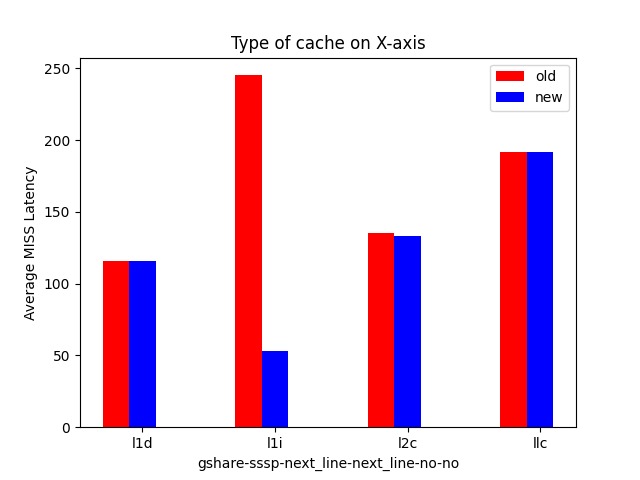 Type of cache on X-axis
250
200
150
100
50
0
Average MISS Latency
old
new
l1d
l1i
l2c
llc
gshare-sssp-next_line-next_line-no-no